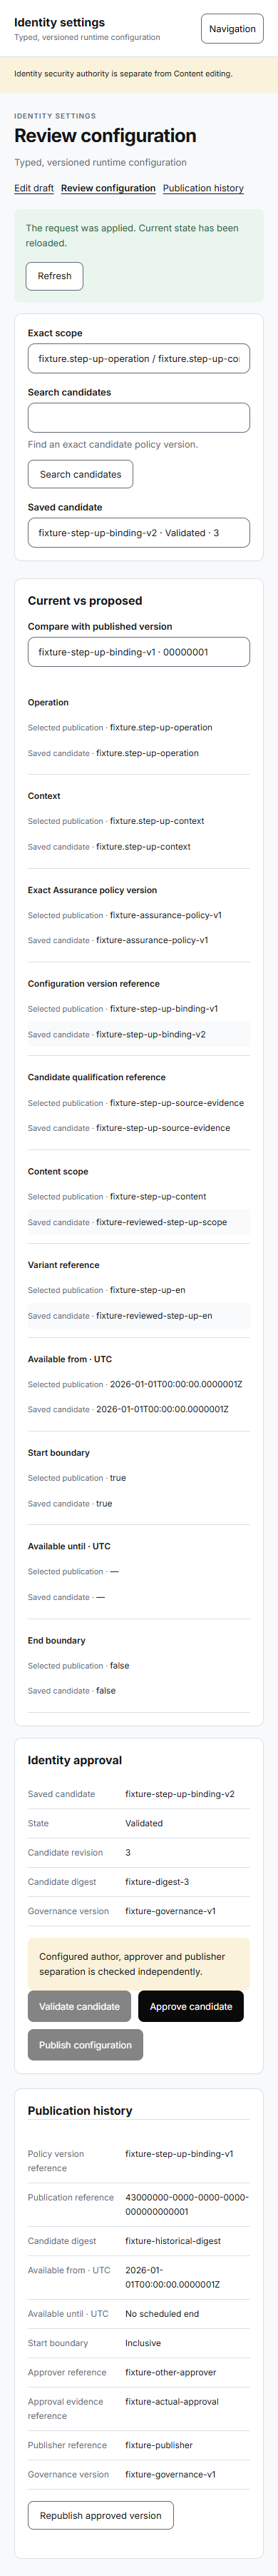 Identity settings
Typed, versioned runtime configuration
Navigation
Identity security authority is separate from Content editing.
IDENTITY SETTINGS
Review configuration
Typed, versioned runtime configuration
Edit draft Review configuration Publication history
The request was applied. Current state has been
reloaded.
Refresh
Exact scope
fixture.step-up-operation / fixture.step-up-co
Search candidates
Find an exact candidate policy version.
Search candidates
Saved candidate
fixture-step-up-binding-v2 · Validated · 3
Current vs proposed
Compare with published version
fixture-step-up-binding-v1 · 00000001
Operation
Selected publication · fixture.step-up-operation
Saved candidate · fixture.step-up-operation
Context
Selected publication · fixture.step-up-context
Saved candidate · fixture.step-up-context
Exact Assurance policy version
Selected publication · fixture-assurance-policy-v1
Saved candidate · fixture-assurance-policy-v1
Configuration version reference
Selected publication · fixture-step-up-binding-v1
Saved candidate · fixture-step-up-binding-v2
Candidate qualification reference
Selected publication · fixture-step-up-source-evidence
Saved candidate · fixture-step-up-source-evidence
Content scope
Selected publication · fixture-step-up-content
Saved candidate · fixture-reviewed-step-up-scope
Variant reference
Selected publication · fixture-step-up-en
Saved candidate · fixture-reviewed-step-up-en
Available from · UTC
Selected publication · 2026-01-01T00:00:00.0000001Z
Saved candidate · 2026-01-01T00:00:00.0000001Z
Start boundary
Selected publication · true
Saved candidate · true
Available until · UTC
Selected publication · —
Saved candidate · —
End boundary
Selected publication · false
Saved candidate · false
Identity approval
Saved candidate fixture-step-up-binding-v2
State Validated
Candidate revision 3
Candidate digest fixture-digest-3
Governance version fixture-governance-v1
Configured author, approver and publisher
separation is checked independently.
Validate candidate Approve candidate
Publish configuration
Publication history
Policy version fixture-step-up-binding-v1
reference
Publication reference 43000000-0000-0000-0000-
000000000001
Candidate digest fixture-historical-digest
Available from · UTC 2026-01-
01T00:00:00.0000001Z
Available until · UTC No scheduled end
Start boundary Inclusive
Approver reference fixture-other-approver
Approval evidence fixture-actual-approval
reference
Publisher reference fixture-publisher
Governance version fixture-governance-v1
Republish approved version